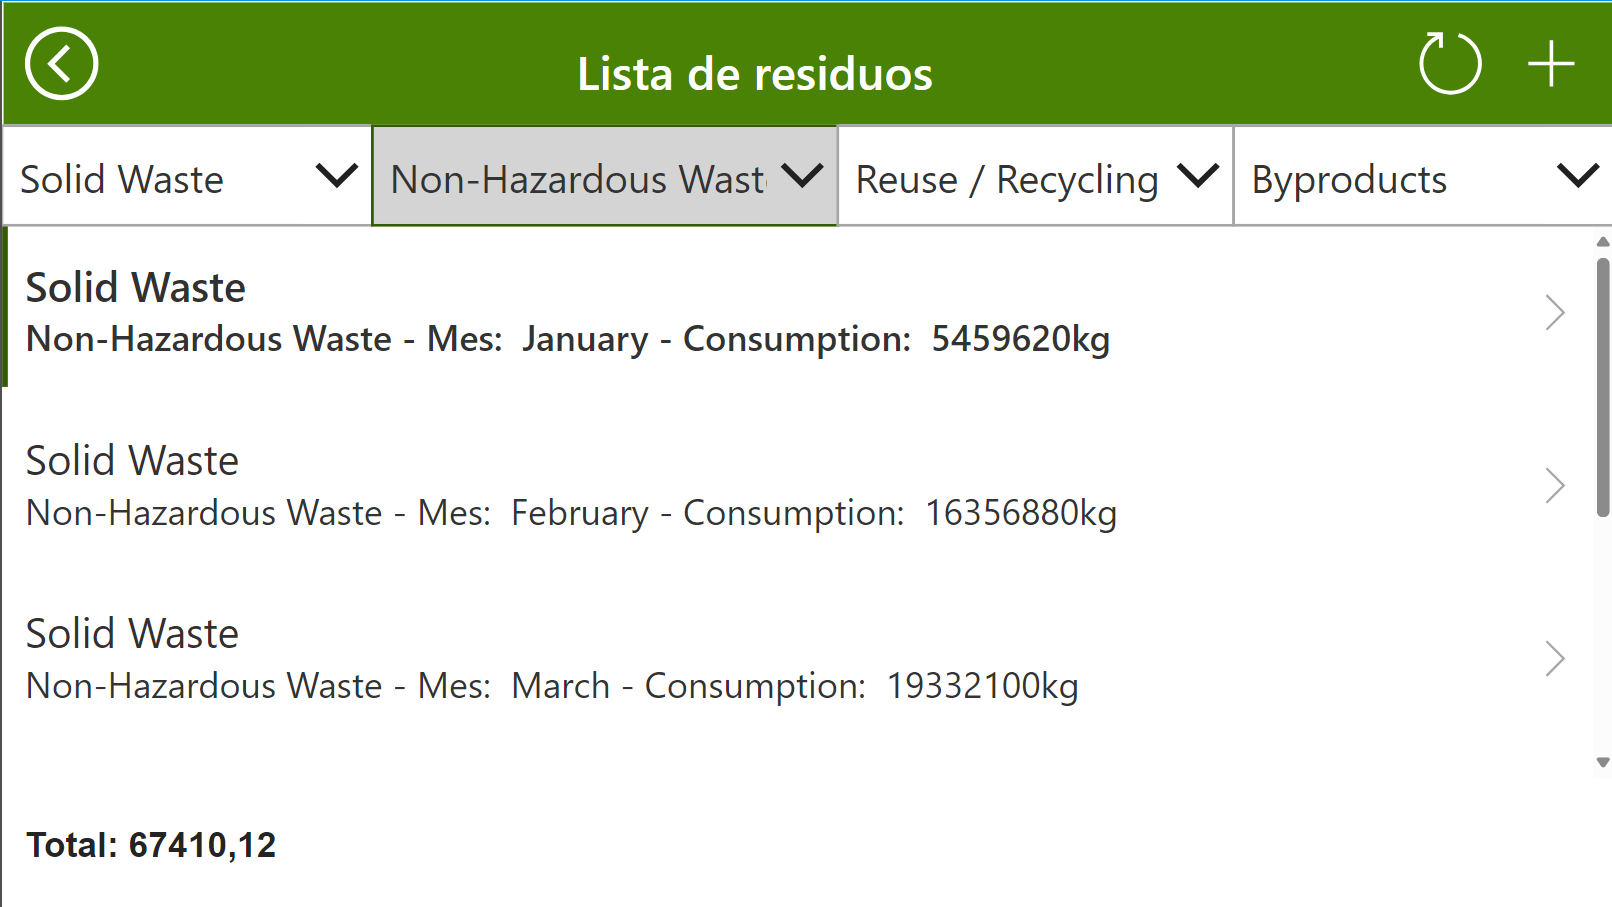 Lista de residuos
Solid Waste
Non-Hazardous Wast
Reuse / Recycling
Byproducts
Solid Waste
Non-Hazardous Waste - Mes: January - Consumption: 5459620kg
Solid Waste
Non-Hazardous Waste - Mes: February - Consumption: 16356880kg
Solid Waste
Non-Hazardous Waste - Mes: March - Consumption: 19332100kg
Total: 67410,12